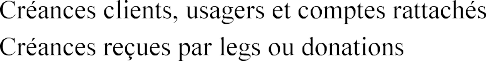 Créances clients, usagers et comptes rattachés
Créances reçues par legs ou donations